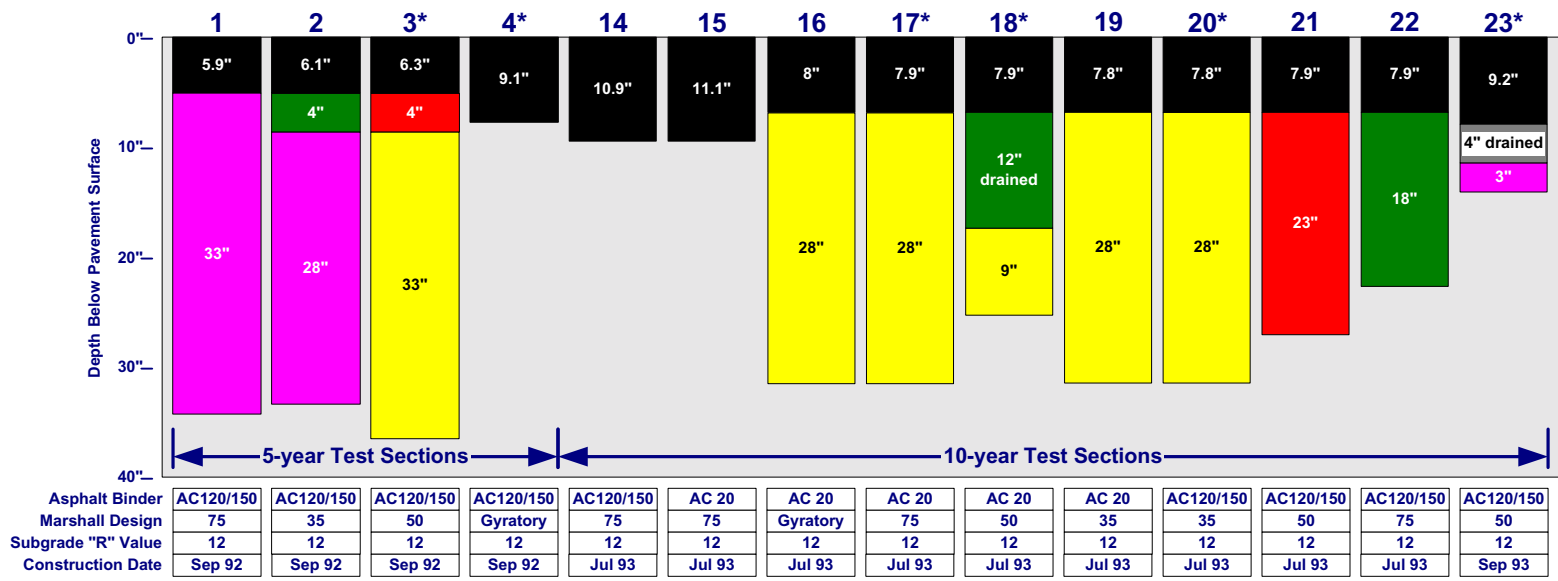 1 2 3* 4* 14 15 16 17* 18* 19 20* 21 22 23*
0"
10"
20"
30"
40"
Depth Below Pavement Surface
5.9" 6.1" 6.3" 9.1" 10.9" 11.1" 8" 7.9" 7.9" 7.8" 7.8" 7.9" 7.9" 9.2"
4" 4" 4" drained
12"
drained
3"
33" 28" 33" 28" 28" 9" 28" 28" 23" 18"
5-year Test Sections 10-year Test Sections
Asphalt Binder AC120/150 AC120/150 AC120/150 AC120/150 AC120/150 AC 20 AC 20 AC 20 AC 20 AC 20 AC120/150 AC120/150 AC120/150 AC120/150
Marshall Design 75 35 50 Gyratory 75 75 Gyratory 75 50 35 35 50 75 50
Subgrade "R" Value 12 12 12 12 12 12 12 12 12 12 12 12 12 12
Construction Date Sep 92 Sep 92 Sep 92 Sep 92 Jul 93 Jul 93 Jul 93 Jul 93 Jul 93 Jul 93 Jul 93 Jul 93 Jul 93 Sep 93